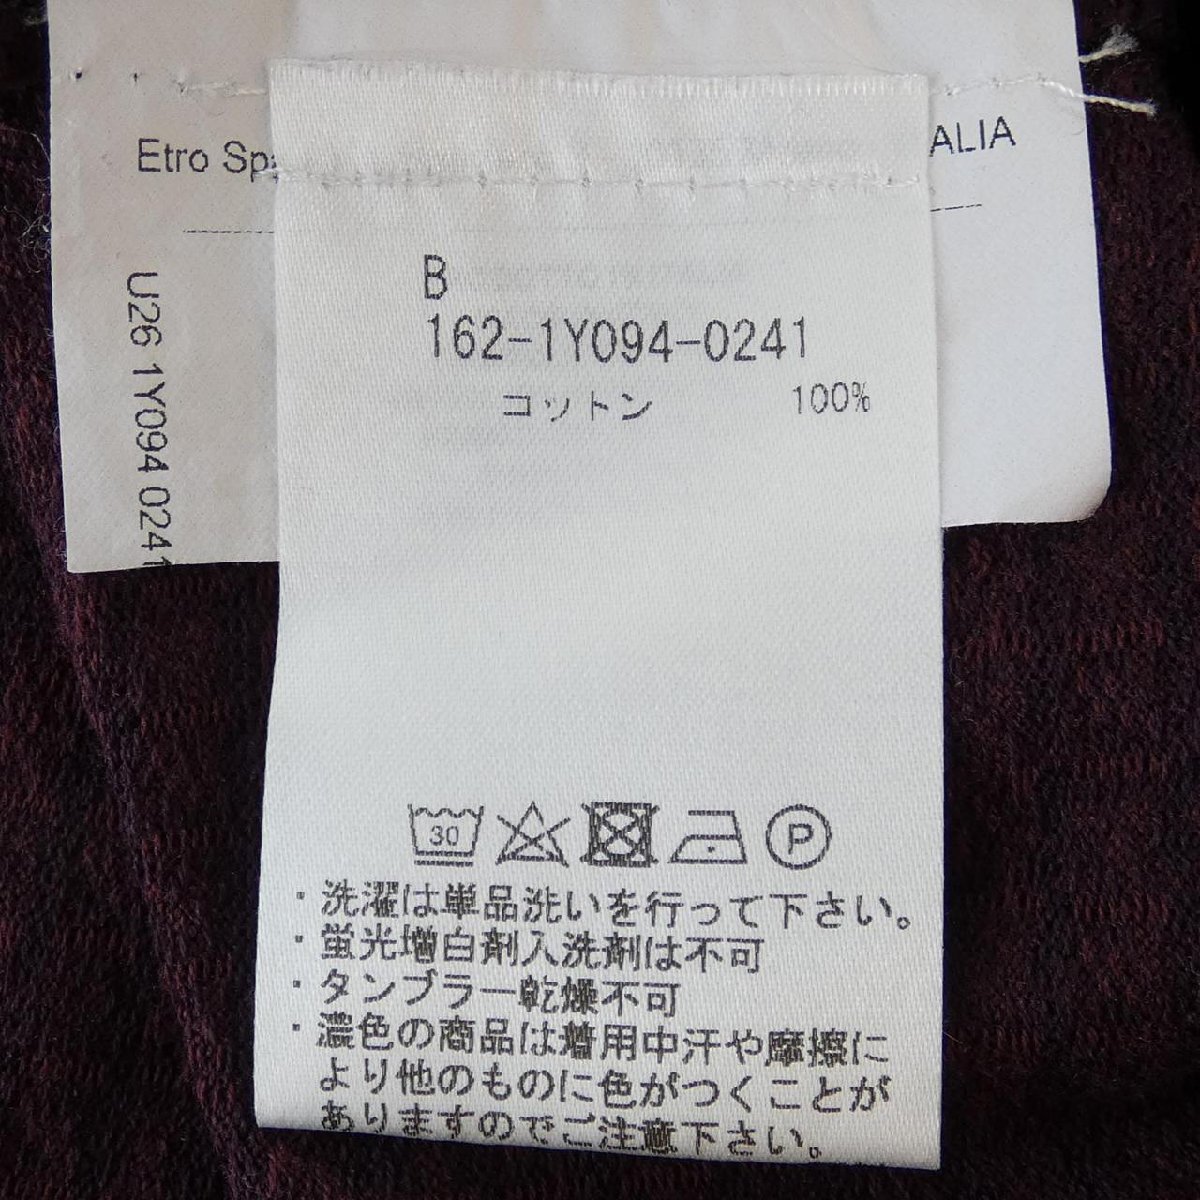 Etro Sp
ALIA
U26 1Y094 0241
B
162-1Y094-0241
コットン 100%
30
P
・洗濯は単品洗いを行って下さい。
・蛍光増白剤入洗剤は不可
・タンブラー乾燥不可
・濃色の商品は着用中汗や摩擦に
より他のものに色がつくことが
ありますのでご注意下さい。